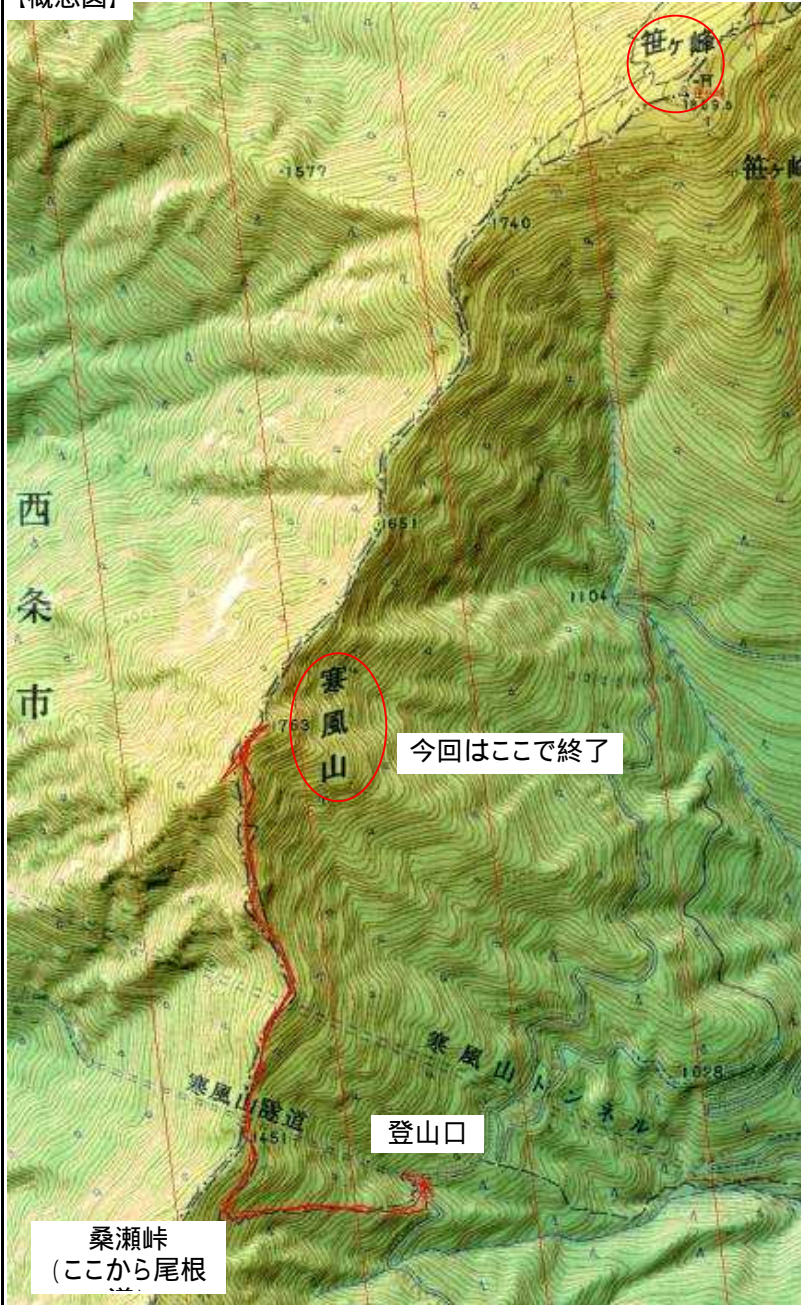 【概念図】
笹ヶ峰
1859.5
笹ヶ峰
1577
1740
西条市
1651
1104
寒風山
1763
今回はここで終了
寒風山トンネル
1028
寒風山隧道
1451
登山口
桑瀬峠
(ここから尾根